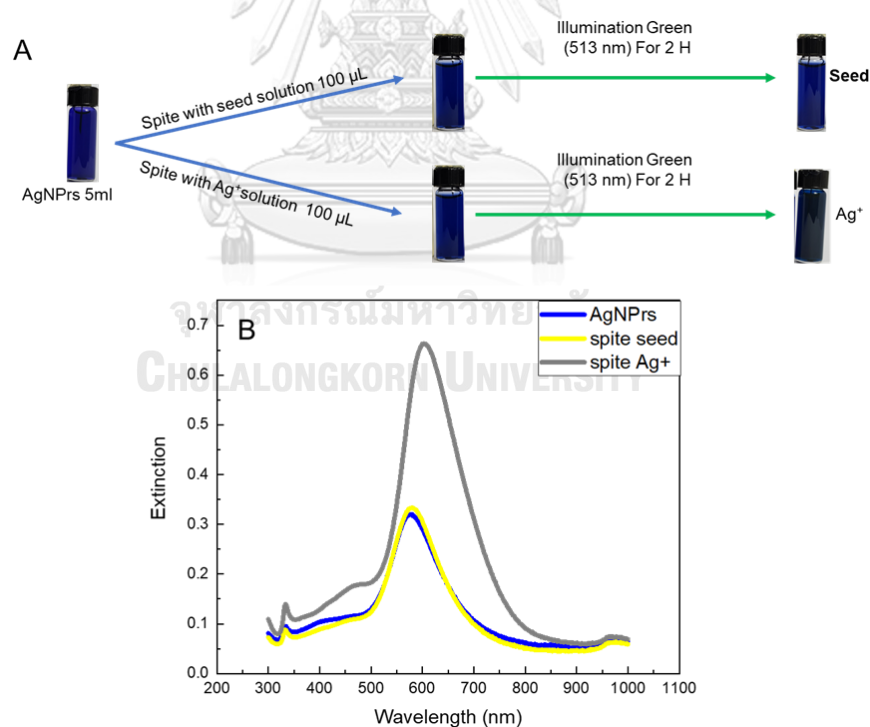 A
Illumination Green
(513 nm) For 2 H
Seed
Spite with seed solution 100 µL
AgNPrs 5ml
Spite with Ag⁺solution 100 µL
Illumination Green
(513 nm) For 2 H
Ag⁺
จุฬาลงกรณ์มหาวิทยาลัย
CHULALONGKORN UNIVERSITY
B
AgNPrs
spite seed
spite Ag+
0.7
0.6
0.5
0.4
0.3
0.2
0.1
0.0
Extinction
200 300 400 500 600 700 800 900 1000 1100
Wavelength (nm)